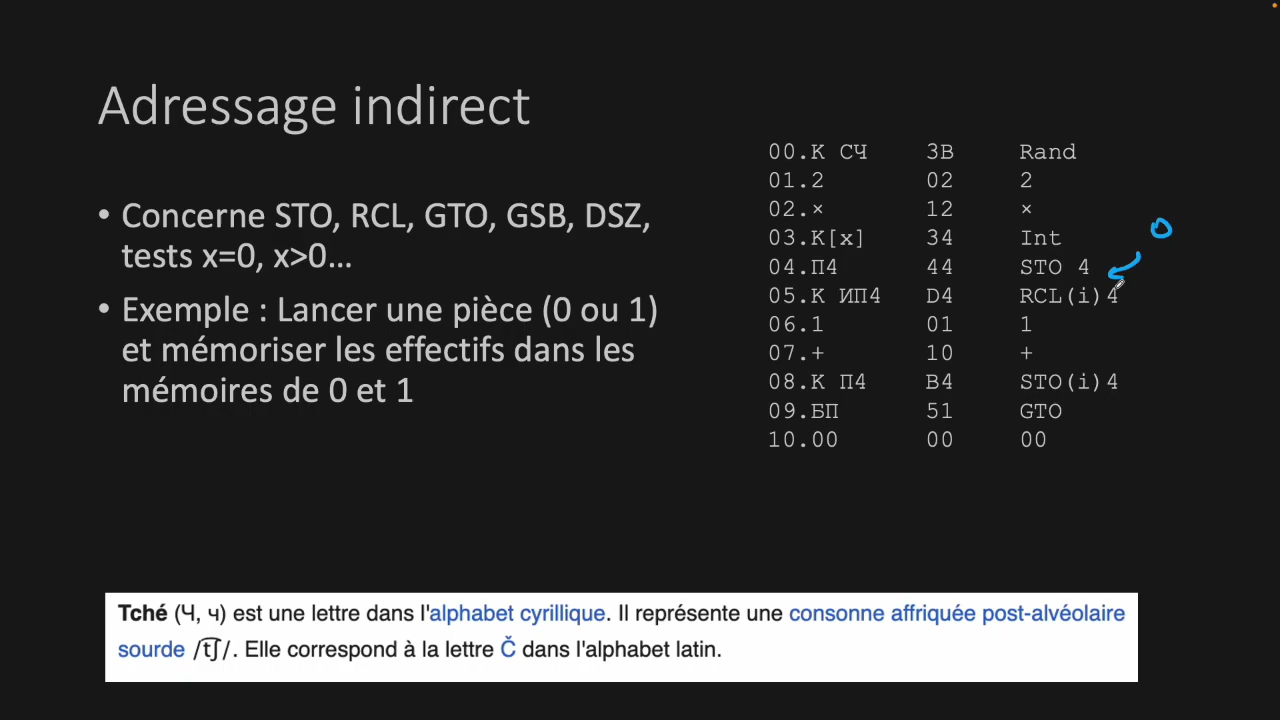 Adressage indirect
• Concerne STO, RCL, GTO, GSB, DSZ,
tests x=0, x>0...
• Exemple : Lancer une pièce (0 ou 1)
et mémoriser les effectifs dans les
mémoires de 0 et 1
00.К СЧ 3B Rand
01.2 02 2
02.× 12 ×
03.К[x] 34 Int
04.П4 44 STO 4
05.К ИП4 D4 RCL(i)4
06.1 01 1
07.+ 10 +
08.К П4 B4 STO(i)4
09.БП 51 GTO
10.00 00 00
0
Tché (Ч, ч) est une lettre dans l'alphabet cyrillique. Il représente une consonne affriquée post-alvéolaire
sourde /t͡ʃ/. Elle correspond à la lettre Č dans l'alphabet latin.